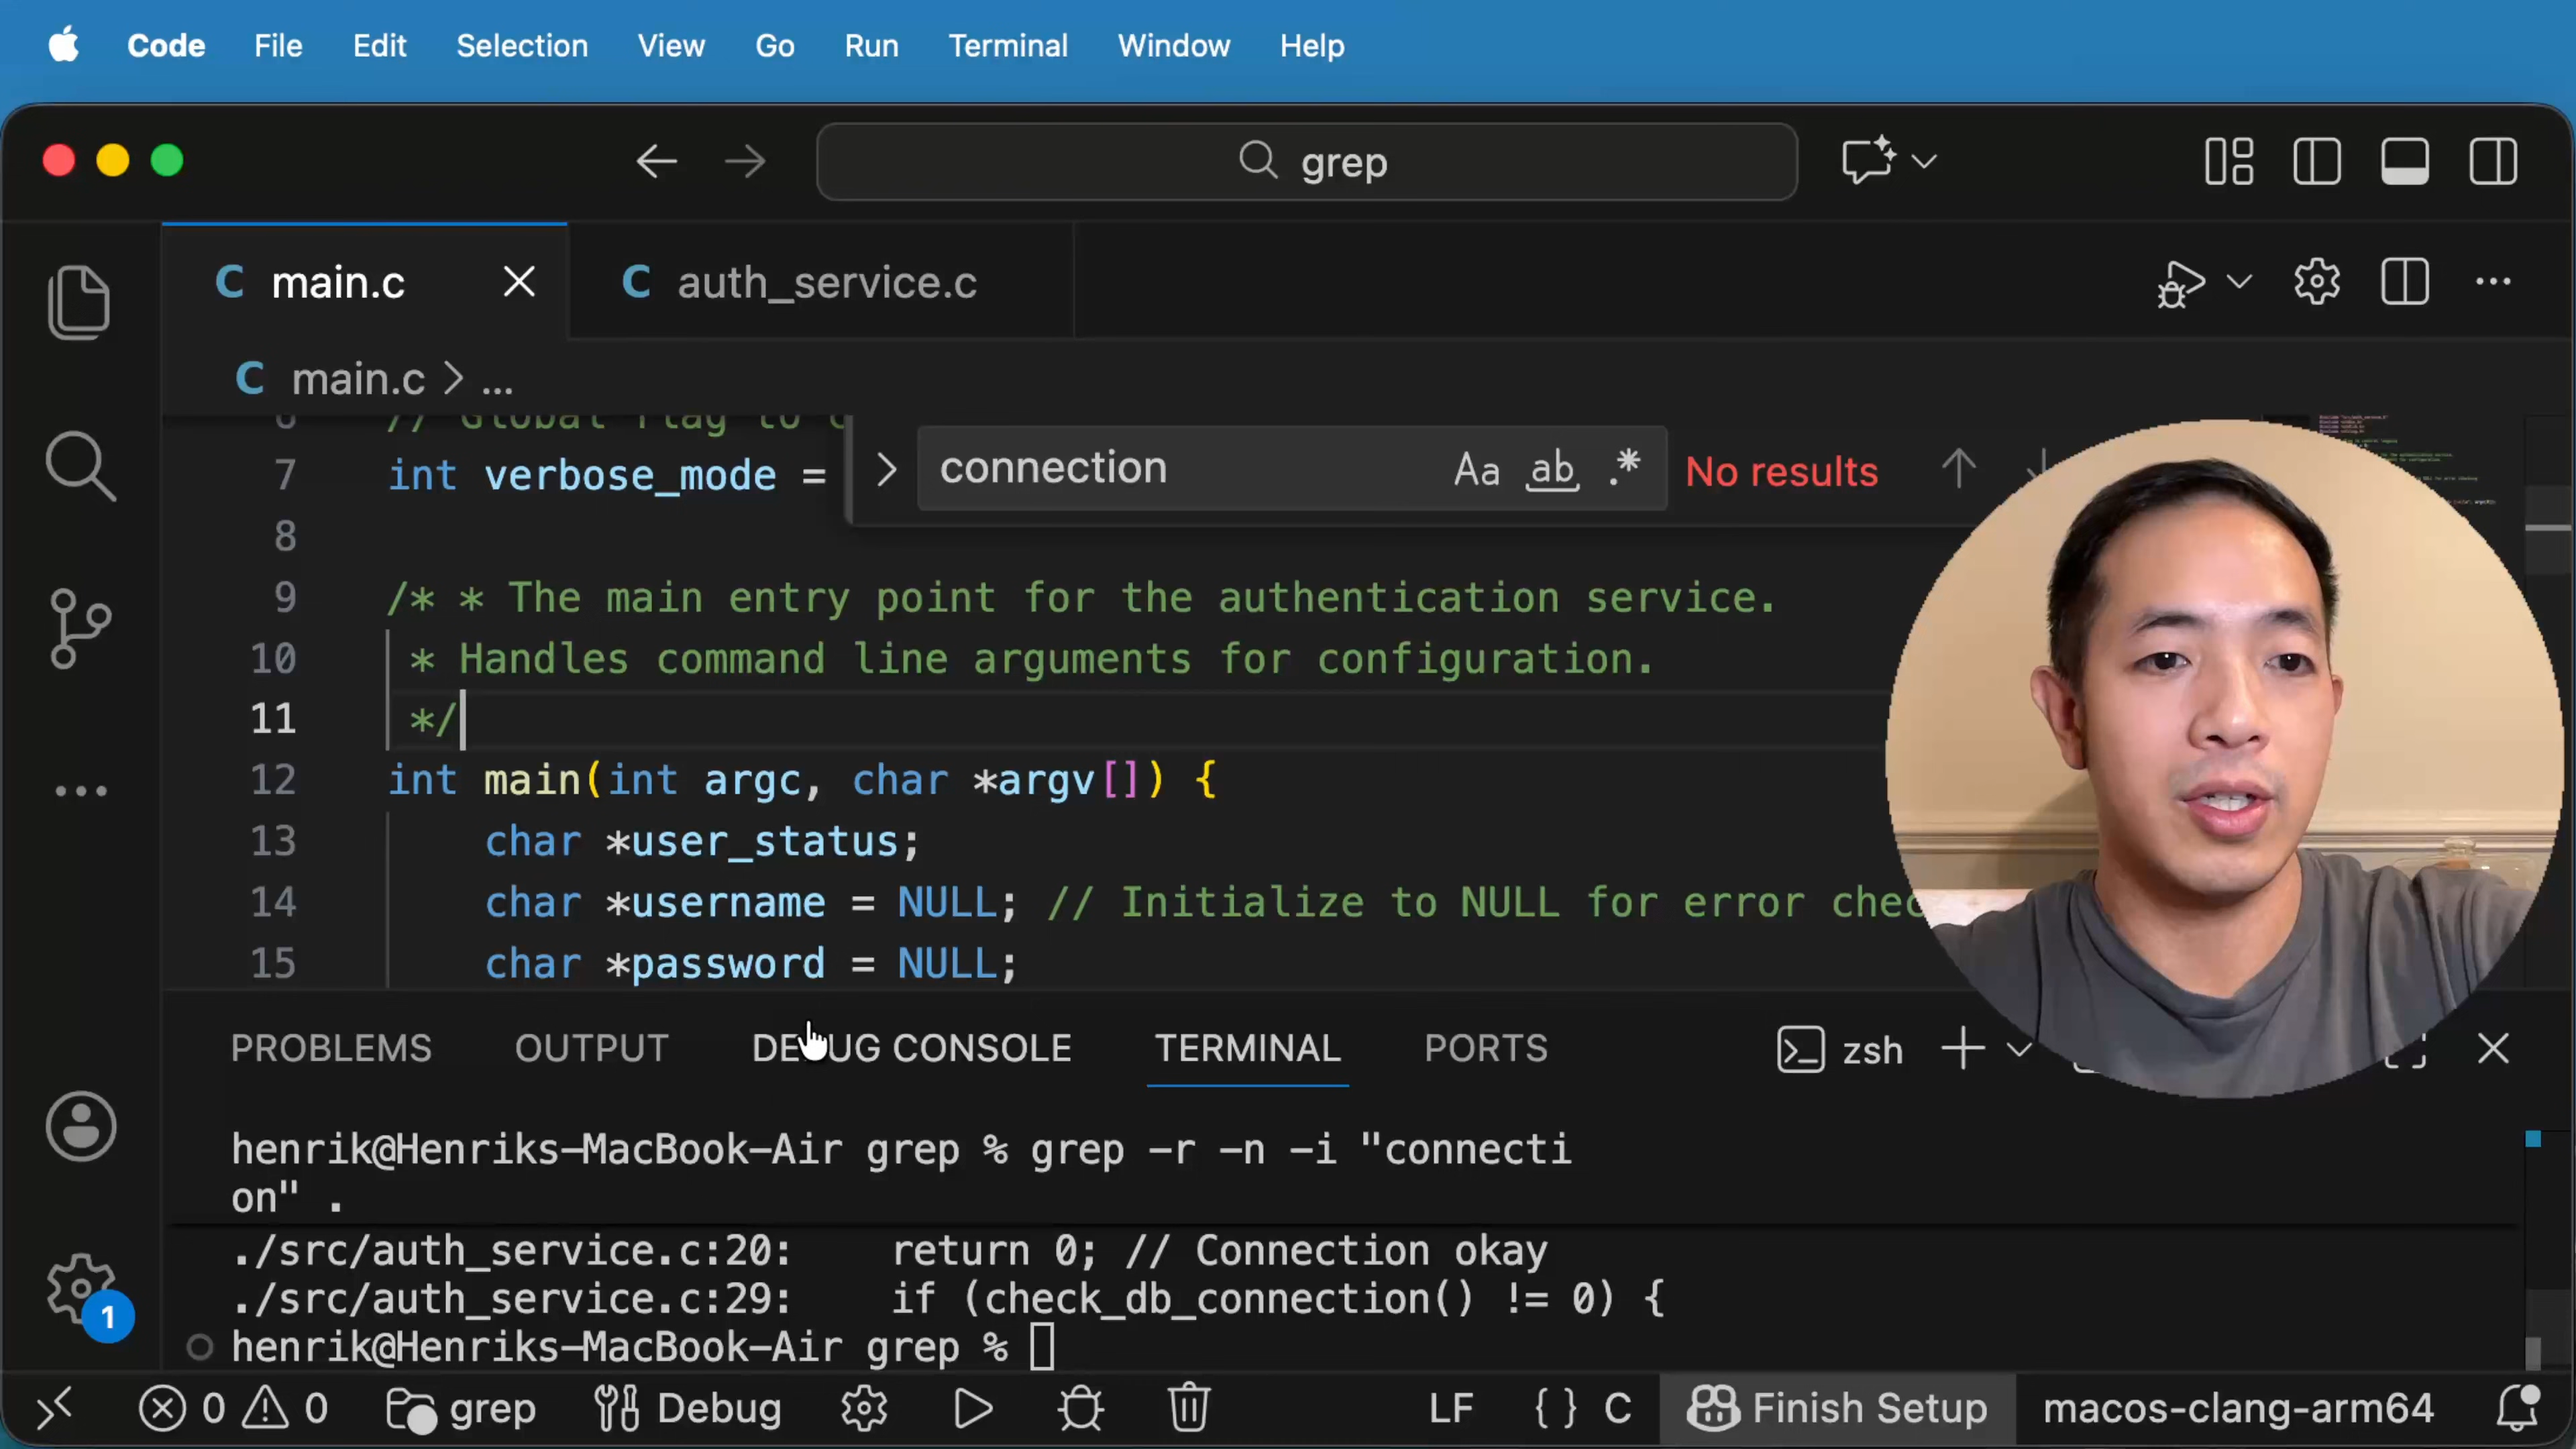 Code File Edit Selection View Go Run Terminal Window Help
grep
main.c auth_service.c
main.c > ...
7 int verbose_mode =
connection Aa ab .* No results
8
9 /* * The main entry point for the authentication service.
10 * Handles command line arguments for configuration.
11 */
12 int main(int argc, char *argv[]) {
13 char *user_status;
14 char *username = NULL; // Initialize to NULL for error
15 char *password = NULL;
PROBLEMS OUTPUT DEBUG CONSOLE TERMINAL PORTS zsh
henrik@Henriks-MacBook-Air grep % grep -r -n -i "connecti
on" .
./src/auth_service.c:20: return 0; // Connection okay
./src/auth_service.c:29: if (check_db_connection() != 0) {
henrik@Henriks-MacBook-Air grep %
1
0 0 grep Debug LF {} C Finish Setup macos-clang-arm64